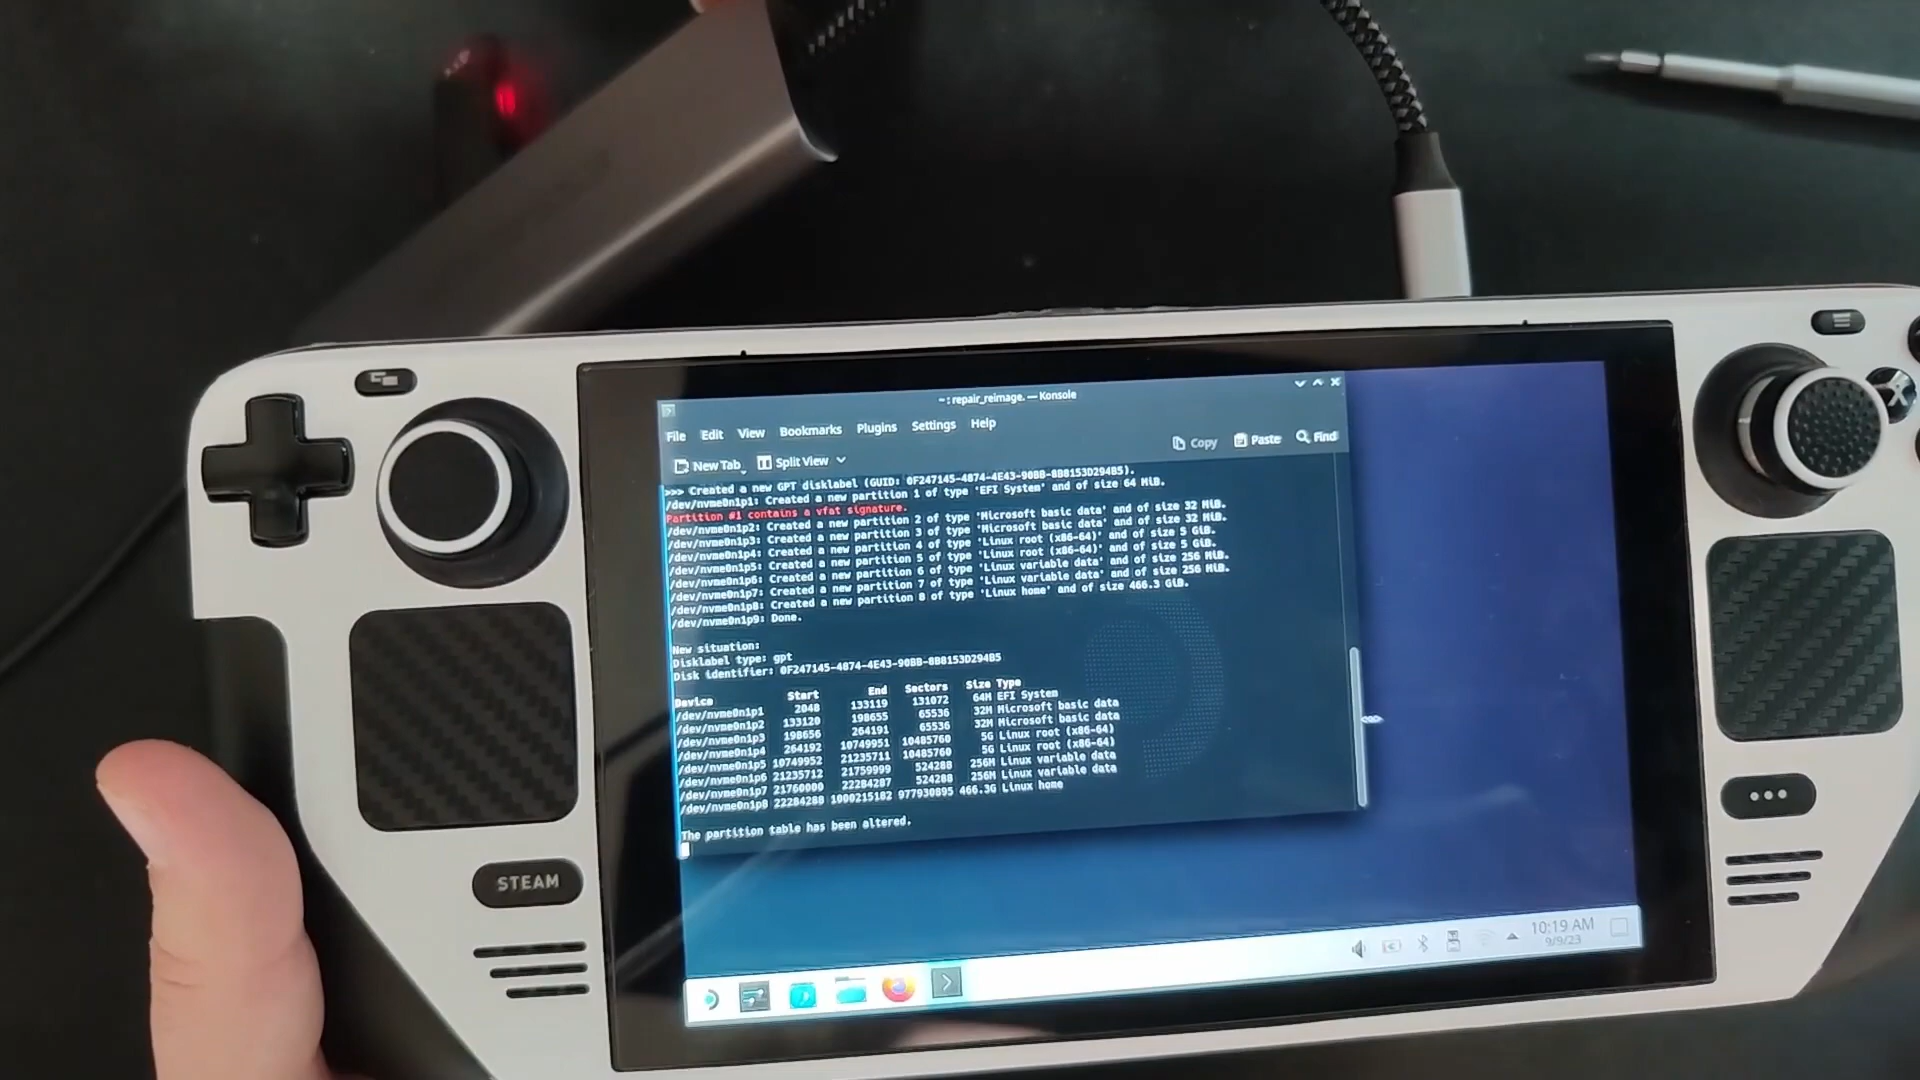 ~ : repair_reimage. — Konsole
File Edit View Bookmarks Plugins Settings Help
New Tab Split View Copy Paste Find
>>> Created a new GPT disklabel (GUID: 0F247145-4874-4E43-90BB-8B8153D294B5).
/dev/nvme0n1p1: Created a new partition 1 of type 'EFI System' and of size 64 MiB.
Partition #1 contains a vfat signature.
/dev/nvme0n1p2: Created a new partition 2 of type 'Microsoft basic data' and of size 32 MiB.
/dev/nvme0n1p3: Created a new partition 3 of type 'Microsoft basic data' and of size 32 MiB.
/dev/nvme0n1p4: Created a new partition 4 of type 'Linux root (x86-64)' and of size 5 GiB.
/dev/nvme0n1p5: Created a new partition 5 of type 'Linux root (x86-64)' and of size 5 GiB.
/dev/nvme0n1p6: Created a new partition 6 of type 'Linux variable data' and of size 256 MiB.
/dev/nvme0n1p7: Created a new partition 7 of type 'Linux variable data' and of size 256 MiB.
/dev/nvme0n1p8: Created a new partition 8 of type 'Linux home' and of size 466.3 GiB.
/dev/nvme0n1p9: Done.
New situation:
Disklabel type: gpt
Disk identifier: 0F247145-4874-4E43-90BB-8B8153D294B5
Device Start End Sectors Size Type
/dev/nvme0n1p1 2048 133119 131072 64M EFI System
/dev/nvme0n1p2 133120 198655 65536 32M Microsoft basic data
/dev/nvme0n1p3 198656 264191 65536 32M Microsoft basic data
/dev/nvme0n1p4 264192 10749951 10485760 5G Linux root (x86-64)
/dev/nvme0n1p5 10749952 21235711 10485760 5G Linux root (x86-64)
/dev/nvme0n1p6 21235712 21759999 524288 256M Linux variable data
/dev/nvme0n1p7 21760000 22284287 524288 256M Linux variable data
/dev/nvme0n1p8 22284288 1000215182 977930895 466.3G Linux home
The partition table has been altered.
10:19 AM
9/9/23
STEAM
X